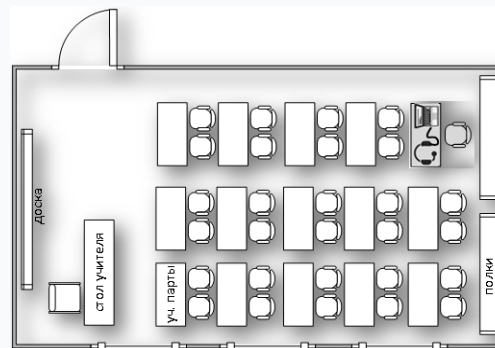 доска
стол учителя
уч. парты
полки